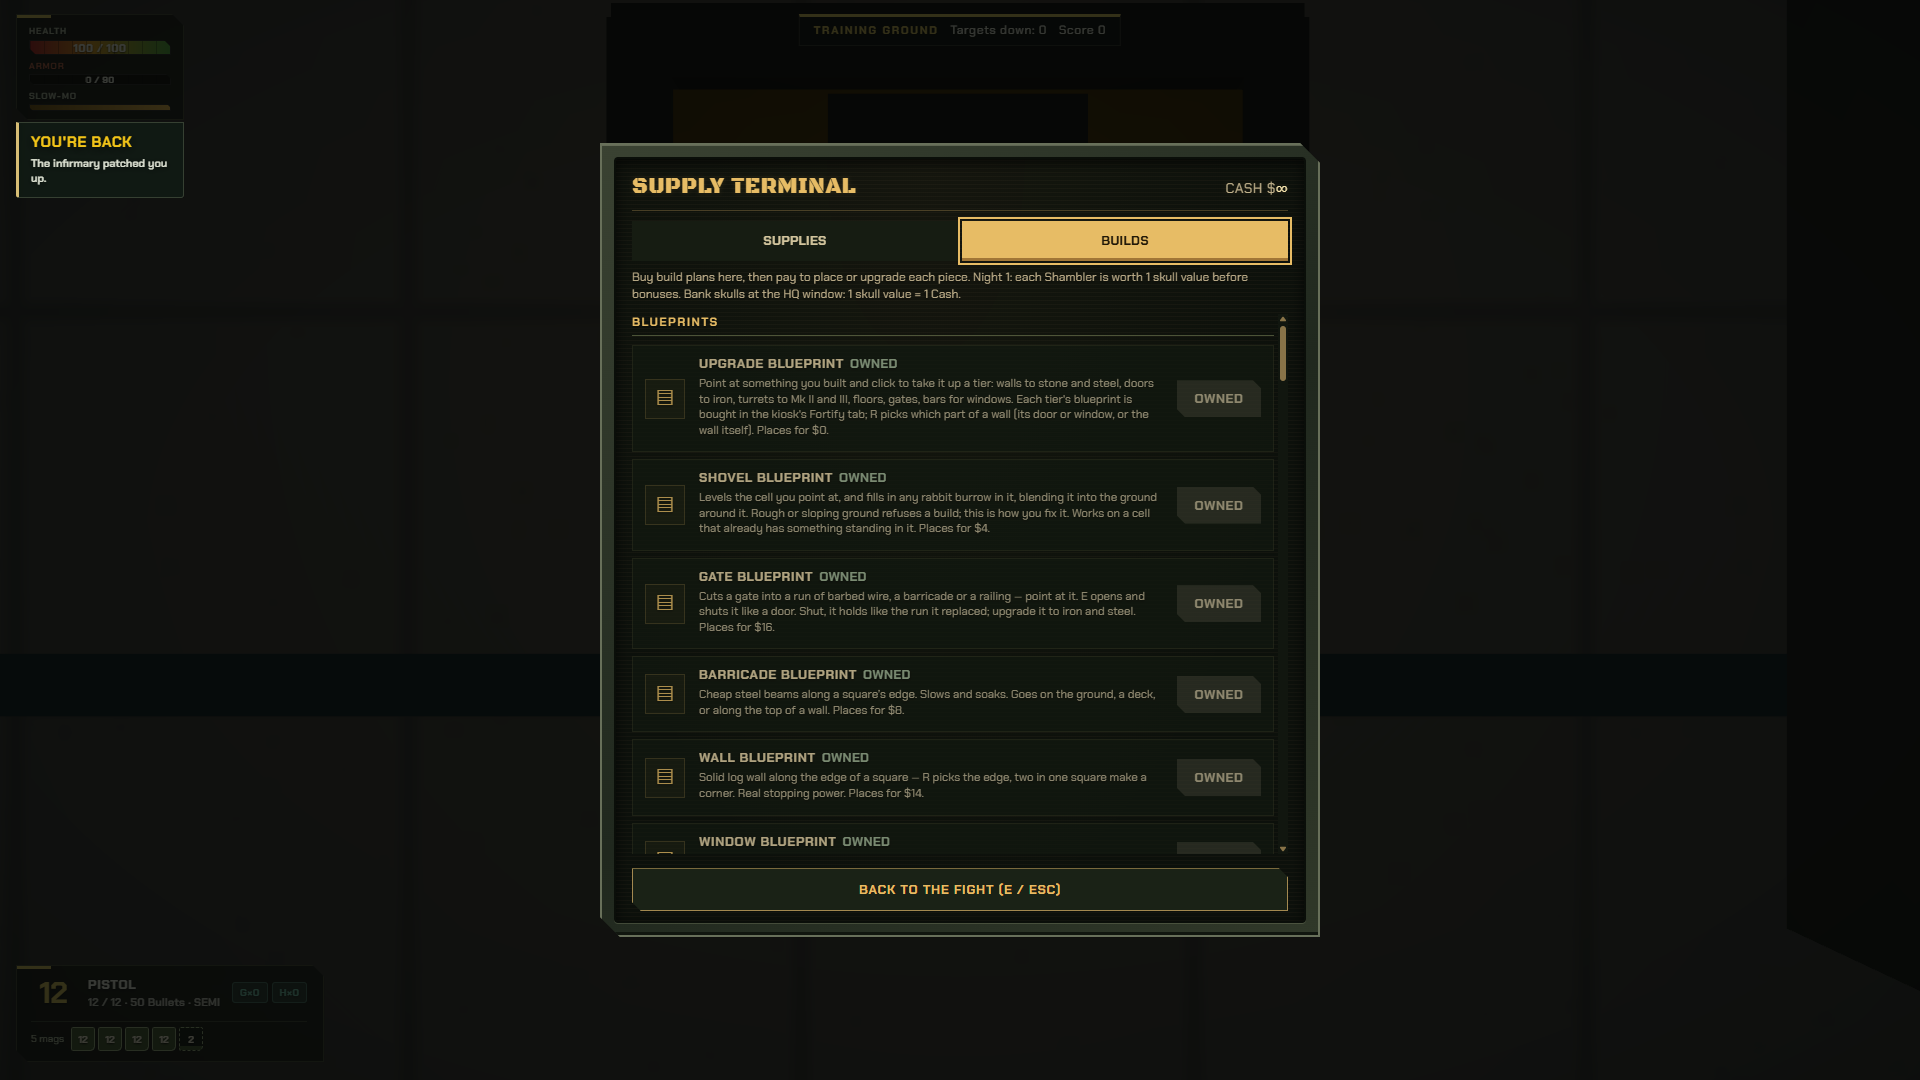 HEALTH
100 / 100
ARMOR
0 / 90
SLOW-MO
YOU'RE BACK
The infirmary patched you
up.
TRAINING GROUND Targets down: 0 Score 0
SUPPLY TERMINAL
CASH $∞
SUPPLIES
BUILDS
Buy build plans here, then pay to place or upgrade each piece. Night 1: each Shambler is worth 1 skull value before
bonuses. Bank skulls at the HQ window: 1 skull value = 1 Cash.
BLUEPRINTS
UPGRADE BLUEPRINT OWNED
Point at something you built and click to take it up a tier: walls to stone and steel, doors
to iron, turrets to Mk II and III, floors, gates, bars for windows. Each tier's blueprint is
bought in the kiosk's Fortify tab; R picks which part of a wall (its door or window, or the
wall itself). Places for $0.
OWNED
SHOVEL BLUEPRINT OWNED
Levels the cell you point at, and fills in any rabbit burrow in it, blending it into the ground
around it. Rough or sloping ground refuses a build; this is how you fix it. Works on a cell
that already has something standing in it. Places for $4.
OWNED
GATE BLUEPRINT OWNED
Cuts a gate into a run of barbed wire, a barricade or a railing — point at it. E opens and
shuts it like a door. Shut, it holds like the run it replaced; upgrade it to iron and steel.
Places for $16.
OWNED
BARRICADE BLUEPRINT OWNED
Cheap steel beams along a square's edge. Slows and soaks. Goes on the ground, a deck,
or along the top of a wall. Places for $8.
OWNED
WALL BLUEPRINT OWNED
Solid log wall along the edge of a square — R picks the edge, two in one square make a
corner. Real stopping power. Places for $14.
OWNED
WINDOW BLUEPRINT OWNED
BACK TO THE FIGHT (E / ESC)
12
PISTOL
12 / 12 · 50 Bullets · SEMI
G×0
H×0
5 mags 12 12 12 12 2